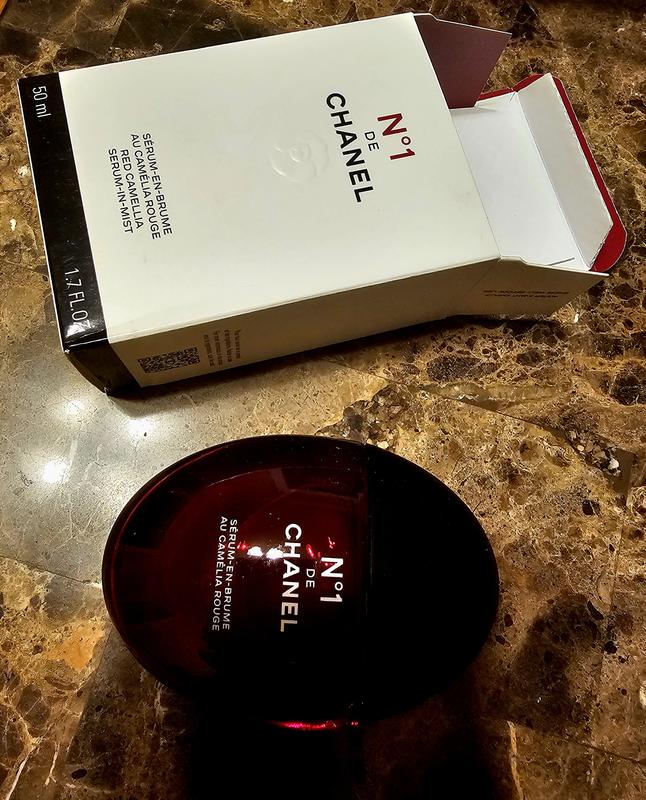 N°1
DE
CHANEL
SÉRUM-EN-BRUME
AU CAMÉLIA ROUGE
RED CAMELLIA
SERUM-IN-MIST
50 ml
1.7 FL.OZ
N°1
DE
CHANEL
SÉRUM-EN-BRUME
AU CAMÉLIA ROUGE